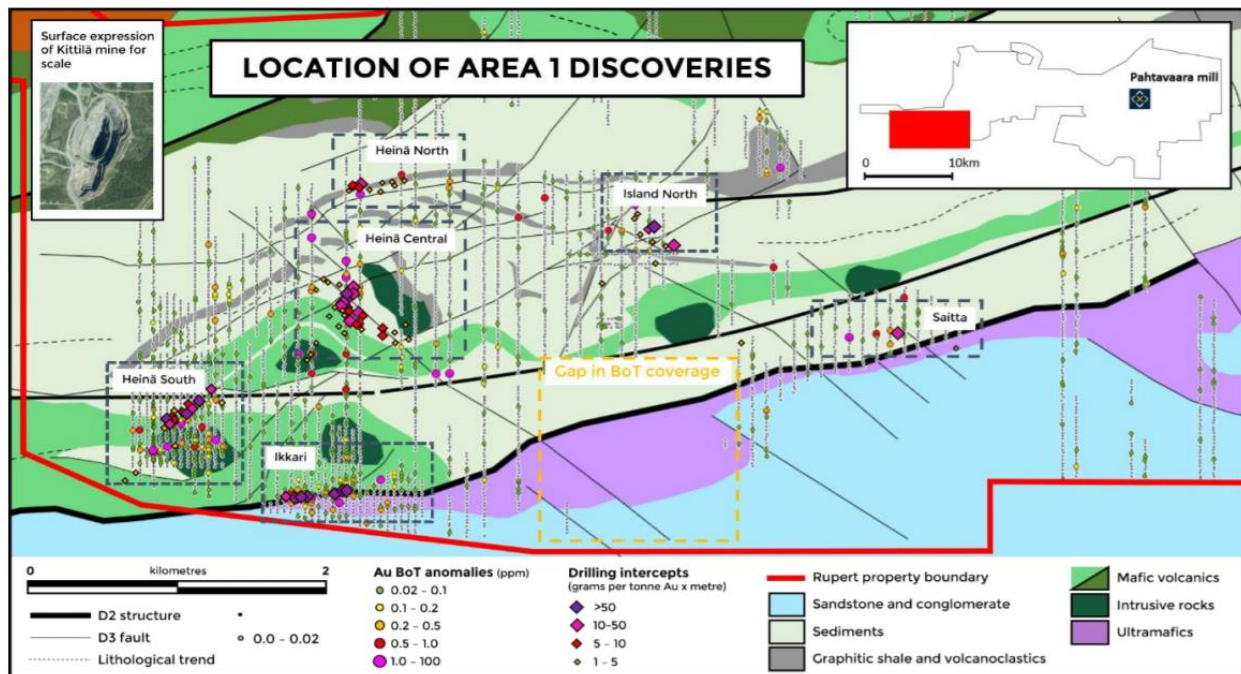 Surface expression
of Kittilä mine for
scale
LOCATION OF AREA 1 DISCOVERIES
Pahtavaara mill
0
10km
Heinä North
Island North
Heinä Central
Saitta
Heinä South
Gap in BoT coverage
Ikkari
0 kilometres 2
D2 structure
D3 fault
Lithological trend
0.0 – 0.02
Au BoT anomalies (ppm)
0.02 – 0.1
0.1 – 0.2
0.2 – 0.5
0.5 – 1.0
1.0 – 100
Drilling intercepts
(grams per tonne Au x metre)
>50
10-50
5 – 10
1 – 5
Rupert property boundary
Sandstone and conglomerate
Sediments
Graphitic shale and volcanoclastics
Mafic volcanics
Intrusive rocks
Ultramafics